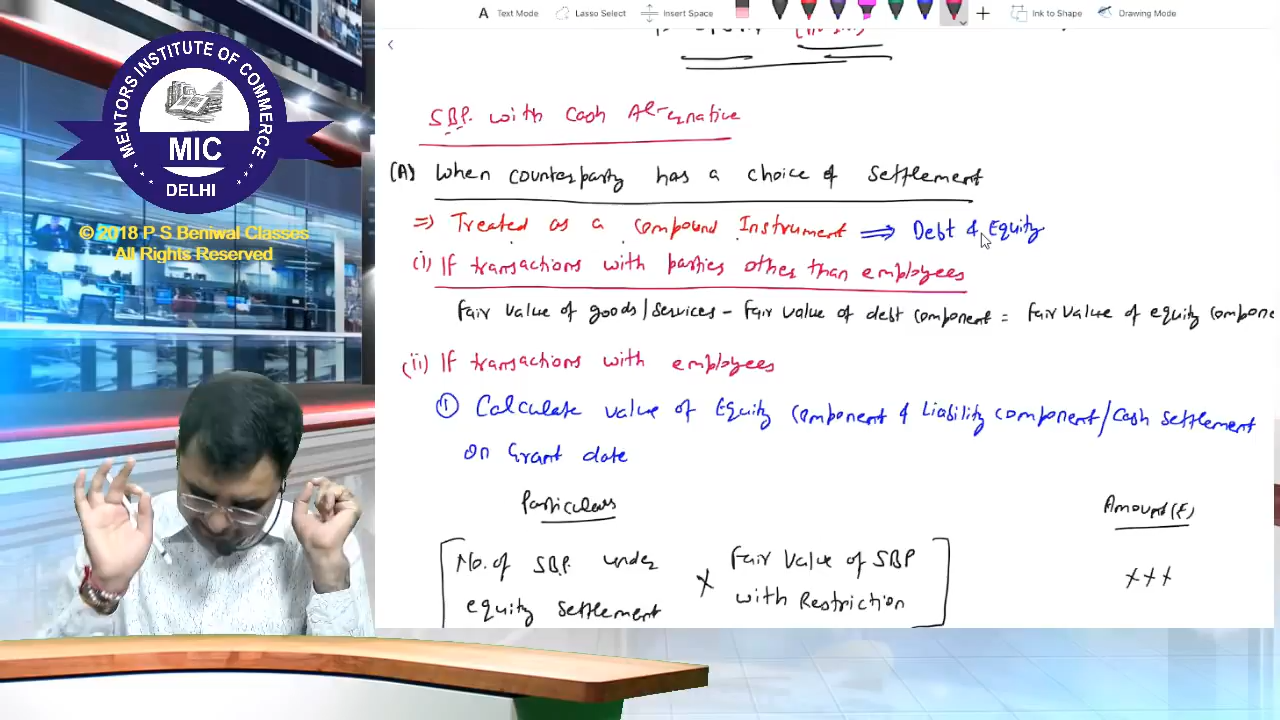 Text Mode Lasso Select Insert Space Ink to Shape Drawing Mode
MENTORS INSTITUTE OF COMMERCE
MIC
DELHI
© 2018 P S Beniwal Classes
All Rights Reserved
SBP with Cash Alternative
(A) When counterparty has a choice of Settlement
=> Treated as a compound Instrument => Debt & Equity
(i) If transactions with parties other than employees
Fair value of goods/services - Fair value of debt component = Fair value of equity compone
(ii) If transactions with employees
① Calculate value of Equity component & Liability component/Cash settlement
on Grant date
Particulars Amount(₹)
No. of SBP under × Fair Value of SBP xxx
equity settlement with Restriction